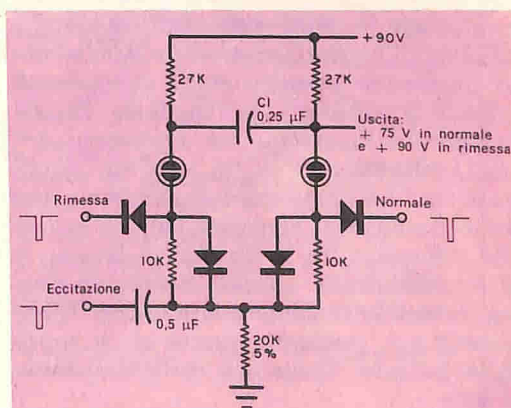 +90V
27K
27K
CI
0,25 µF
Uscita:
+ 75 V in normale
e + 90 V in rimessa
Rimessa
Normale
10K
10K
Eccitazione
0,5 µF
20K
5%